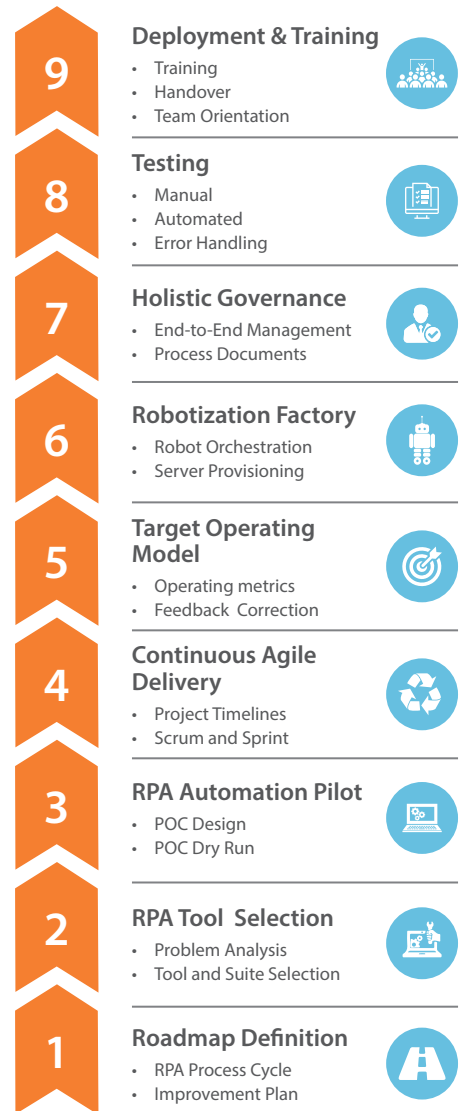 9
Deployment & Training
• Training
• Handover
• Team Orientation
8
Testing
• Manual
• Automated
• Error Handling
7
Holistic Governance
• End-to-End Management
• Process Documents
6
Robotization Factory
• Robot Orchestration
• Server Provisioning
5
Target Operating
Model
• Operating metrics
• Feedback Correction
4
Continuous Agile
Delivery
• Project Timelines
• Scrum and Sprint
3
RPA Automation Pilot
• POC Design
• POC Dry Run
2
RPA Tool Selection
• Problem Analysis
• Tool and Suite Selection
1
Roadmap Definition
• RPA Process Cycle
• Improvement Plan